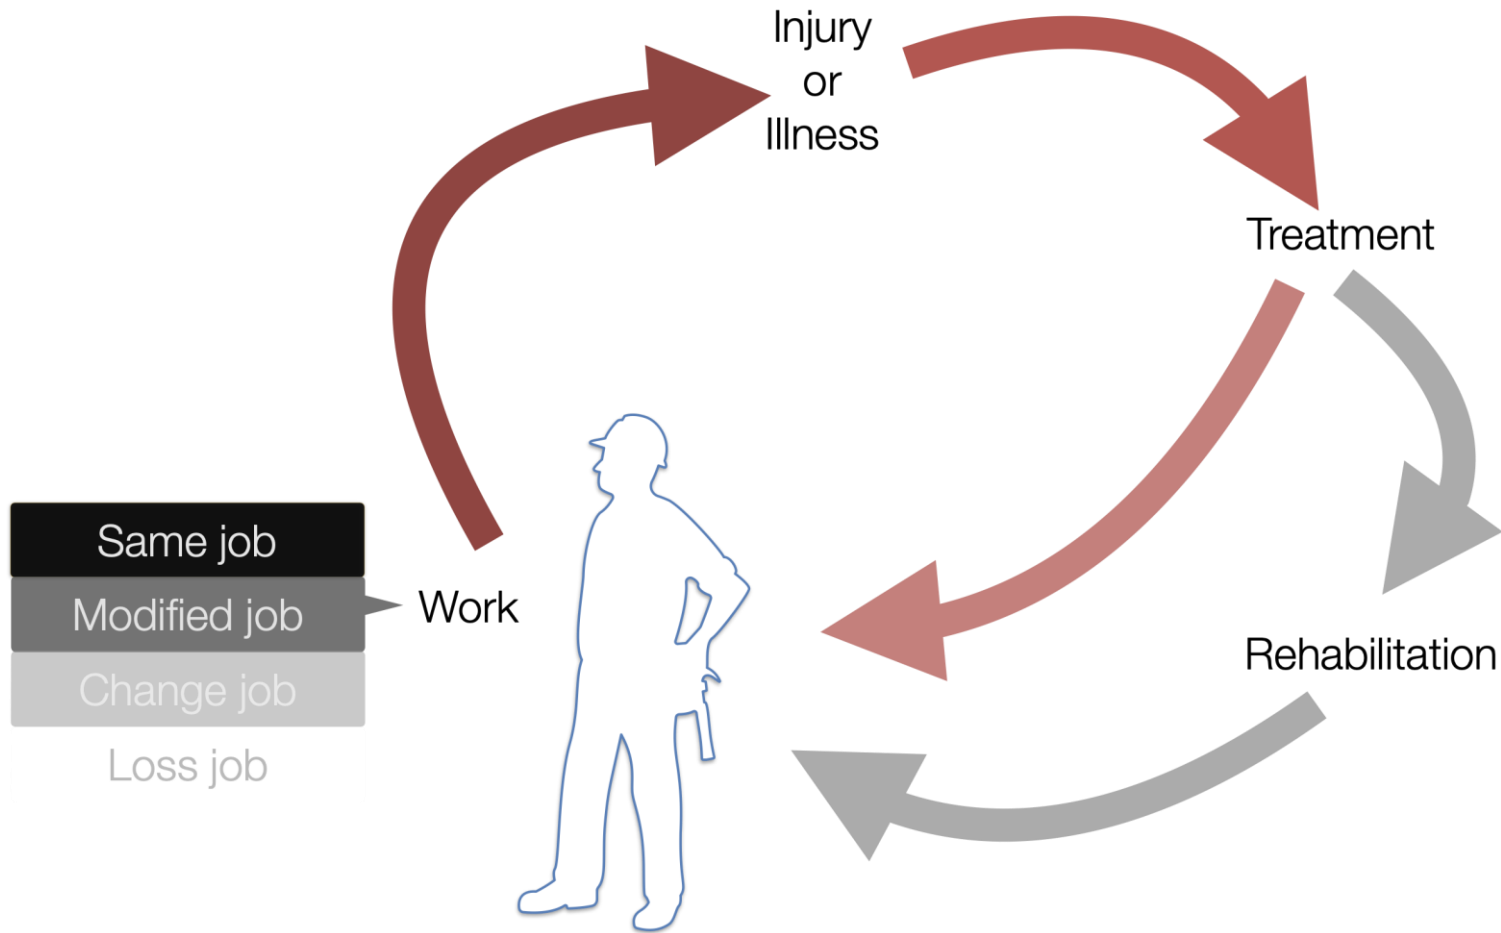 Injury
or
Illness
Treatment
Same job
Modified job
Change job
Loss job
Work
Rehabilitation